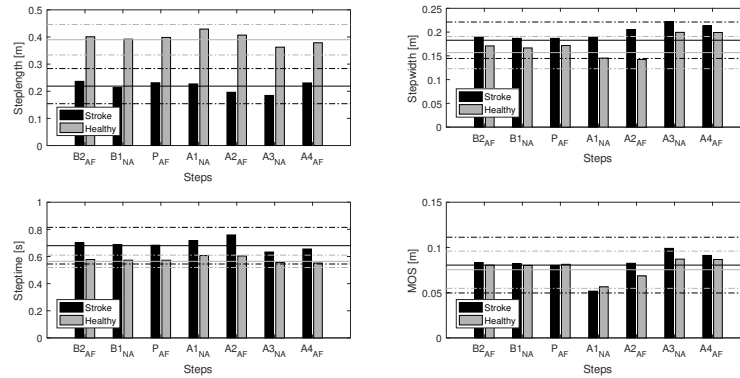 0.5
0.4
0.3
0.2
0.1
0
Steplength [m]
Stroke
Healthy
B2AF B1NA PAF A1NA A2AF A3NA A4AF
Steps
0.25
0.2
0.15
0.1
0.05
0
Stepwidth [m]
Stroke
Healthy
B2AF B1NA PAF A1NA A2AF A3NA A4AF
Steps
1
0.8
0.6
0.4
0.2
0
Steptime [s]
Stroke
Healthy
B2AF B1NA PAF A1NA A2AF A3NA A4AF
Steps
0.15
0.1
0.05
0
MOS [m]
Stroke
Healthy
B2AF B1NA PAF A1NA A2AF A3NA A4AF
Steps